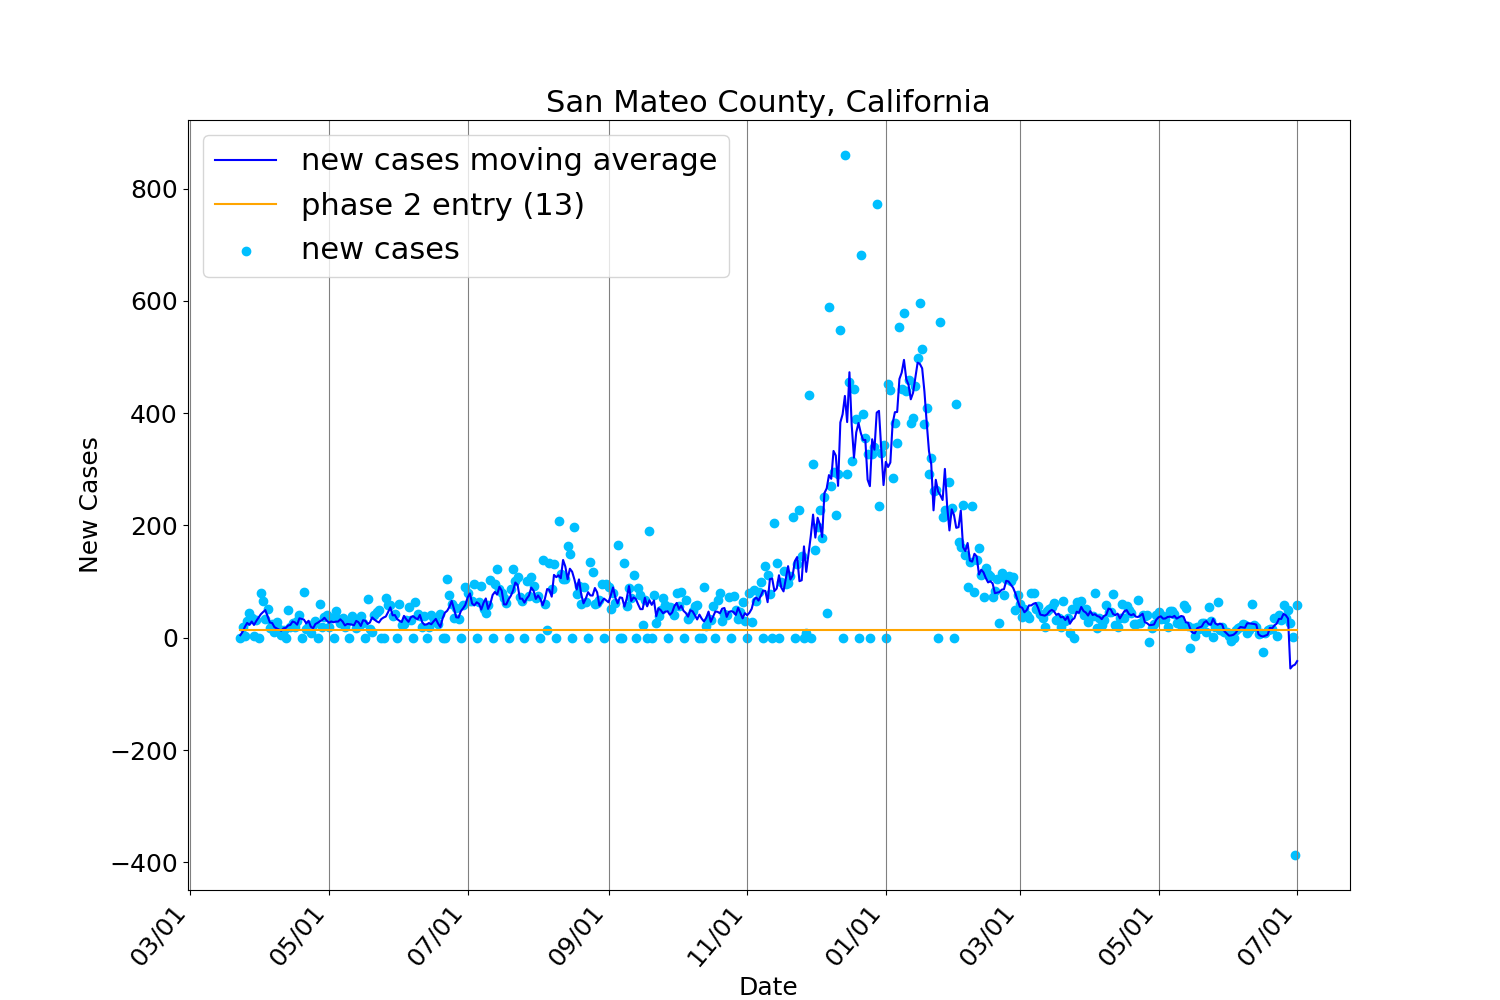 San Mateo County, California
new cases moving average
phase 2 entry (13)
new cases
800
600
400
200
0
−200
−400
New Cases
03/01
05/01
07/01
09/01
11/01
01/01
03/01
05/01
07/01
Date